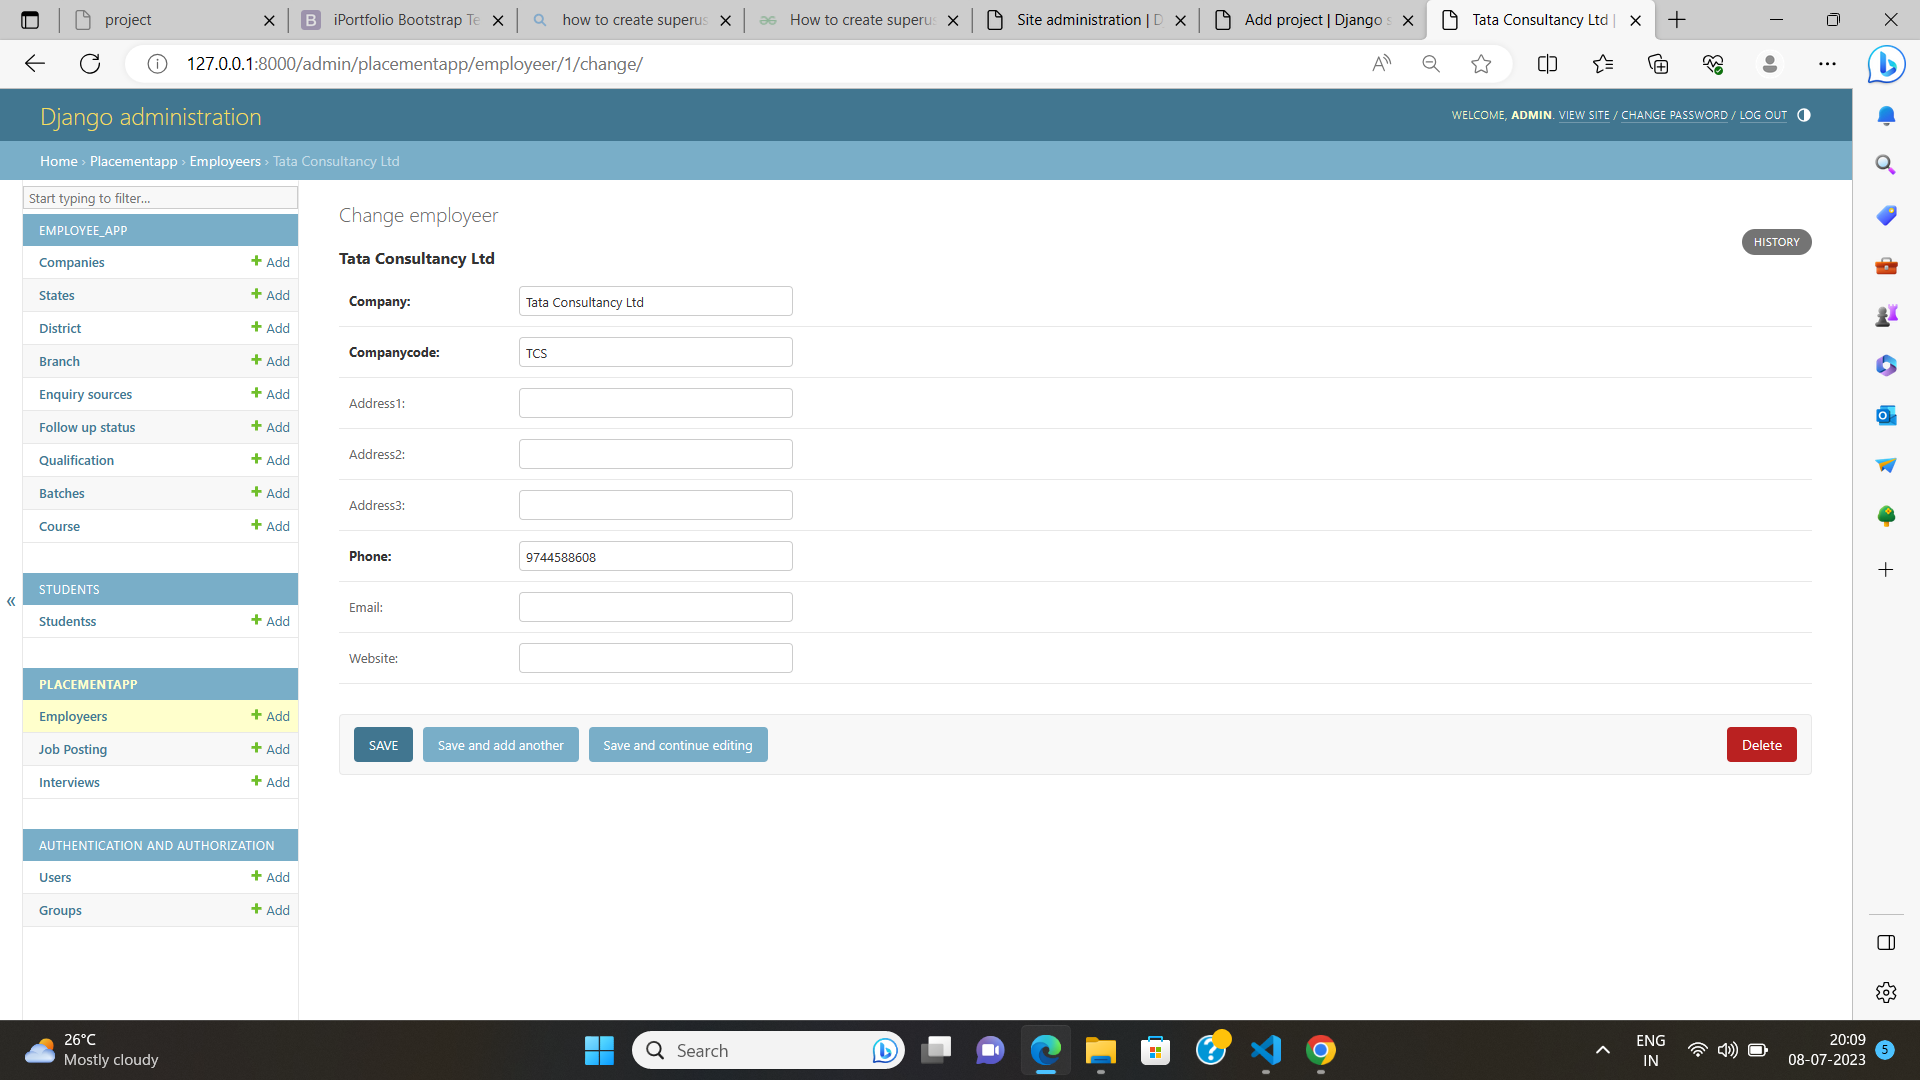 project
iPortfolio Bootstrap Te
how to create superus
How to create superus
Site administration | D
Add project | Django s
Tata Consultancy Ltd |
127.0.0.1:8000/admin/placementapp/employeer/1/change/
Django administration
WELCOME, ADMIN. VIEW SITE / CHANGE PASSWORD / LOG OUT
Home › Placementapp › Employeers › Tata Consultancy Ltd
Start typing to filter...
EMPLOYEE_APP
Companies + Add
States + Add
District + Add
Branch + Add
Enquiry sources + Add
Follow up status + Add
Qualification + Add
Batches + Add
Course + Add
STUDENTS
Studentss + Add
PLACEMENTAPP
Employeers + Add
Job Posting + Add
Interviews + Add
AUTHENTICATION AND AUTHORIZATION
Users + Add
Groups + Add
«
Change employeer
HISTORY
Tata Consultancy Ltd
Company: Tata Consultancy Ltd
Companycode: TCS
Address1:
Address2:
Address3:
Phone: 9744588608
Email:
Website:
SAVE
Save and add another
Save and continue editing
Delete
26°C
Mostly cloudy
Search
ENG
IN
20:09
08-07-2023
5